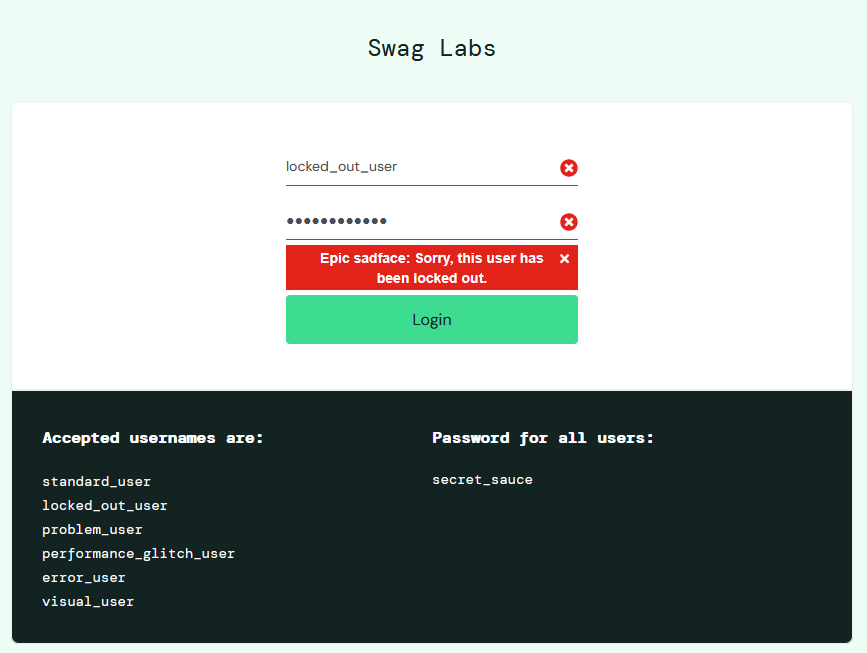 Swag Labs
locked_out_user
••••••••••••
Epic sadface: Sorry, this user has
been locked out.
Login
Accepted usernames are:
standard_user
locked_out_user
problem_user
performance_glitch_user
error_user
visual_user
Password for all users:
secret_sauce